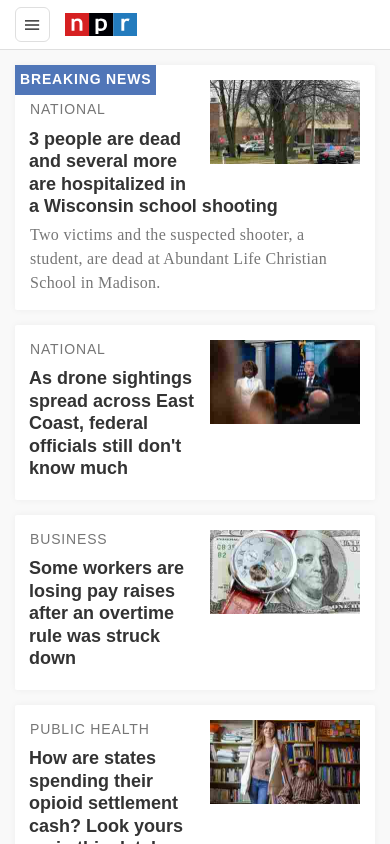 npr
BREAKING NEWS
NATIONAL
3 people are dead
and several more
are hospitalized in
a Wisconsin school shooting
Two victims and the suspected shooter, a
student, are dead at Abundant Life Christian
School in Madison.
NATIONAL
As drone sightings
spread across East
Coast, federal
officials still don't
know much
BUSINESS
Some workers are
losing pay raises
after an overtime
rule was struck
down
PUBLIC HEALTH
How are states
spending their
opioid settlement
cash? Look yours